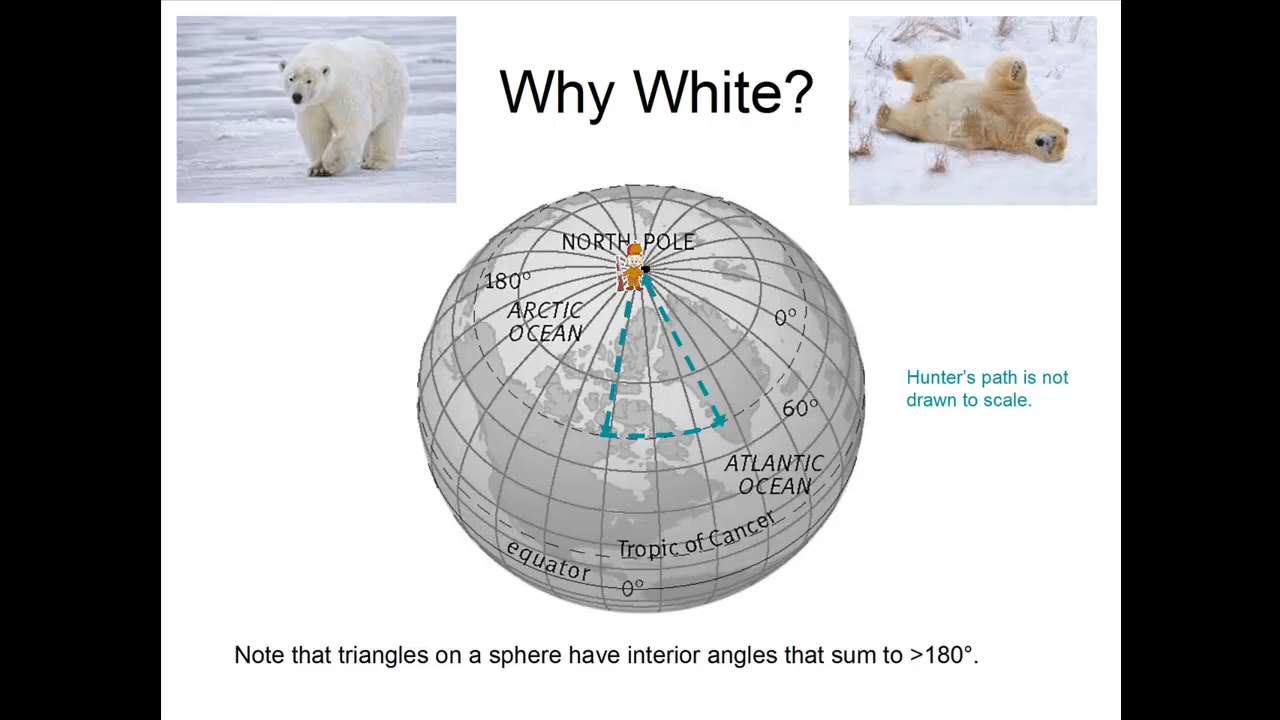 Why White?
NORTH POLE
180°
ARCTIC
OCEAN
0°
Hunter's path is not
drawn to scale.
60°
ATLANTIC
OCEAN
Tropic of Cancer
equator
0°
Note that triangles on a sphere have interior angles that sum to >180°.